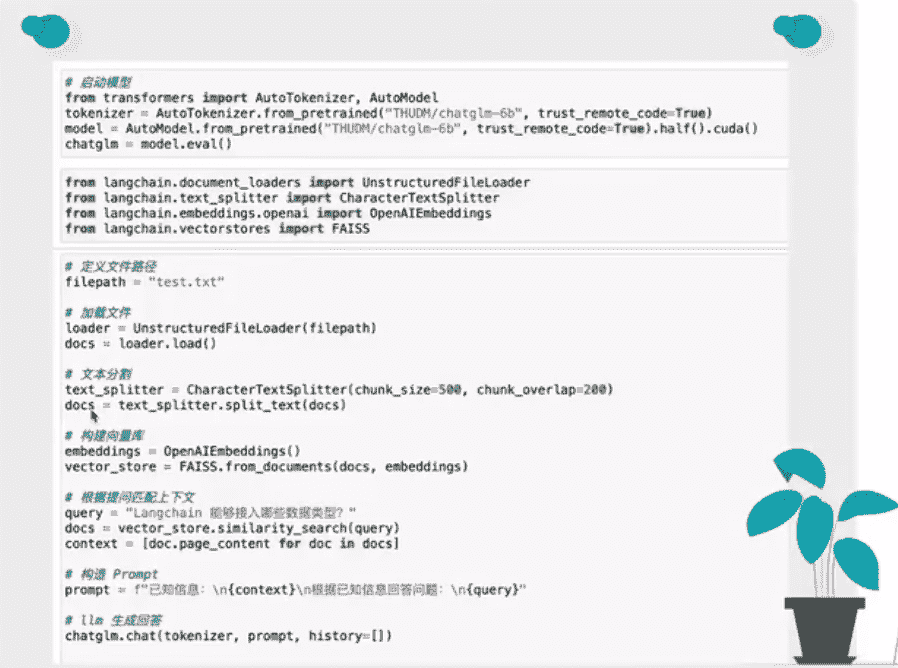 # 启动模型
from transformers import AutoTokenizer, AutoModel
tokenizer = AutoTokenizer.from_pretrained("THUDM/chatglm-6b", trust_remote_code=True)
model = AutoModel.from_pretrained("THUDM/chatglm-6b", trust_remote_code=True).half().cuda()
chatglm = model.eval()
from langchain.document_loaders import UnstructuredFileLoader
from langchain.text_splitter import CharacterTextSplitter
from langchain.embeddings.openai import OpenAIEmbeddings
from langchain.vectorstores import FAISS
# 定义文件路径
filepath = "test.txt"
# 加载文件
loader = UnstructuredFileLoader(filepath)
docs = loader.load()
# 文本分割
text_splitter = CharacterTextSplitter(chunk_size=500, chunk_overlap=200)
docs = text_splitter.split_text(docs)
# 构建向量库
embeddings = OpenAIEmbeddings()
vector_store = FAISS.from_documents(docs, embeddings)
# 根据提问匹配上下文
query = "Langchain 能够接入哪些数据类型？"
docs = vector_store.similarity_search(query)
context = [doc.page_content for doc in docs]
# 构造 Prompt
prompt = f"已知信息：\n{context}\n根据已知信息回答问题：\n{query}"
# llm 生成回答
chatglm.chat(tokenizer, prompt, history=[])